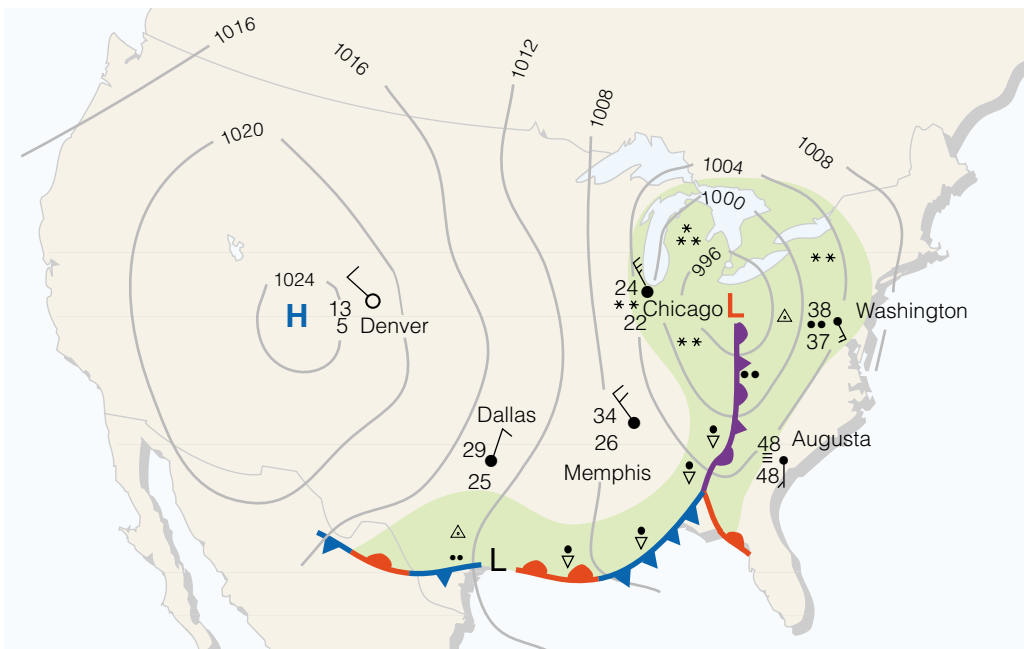 1016
1016
1012
1008
1008
1020
1004
1000
996
1024
H
13
5
Denver
24
22
Chicago
L
38
37
Washington
Dallas
29
25
34
26
Memphis
48
48
Augusta
L